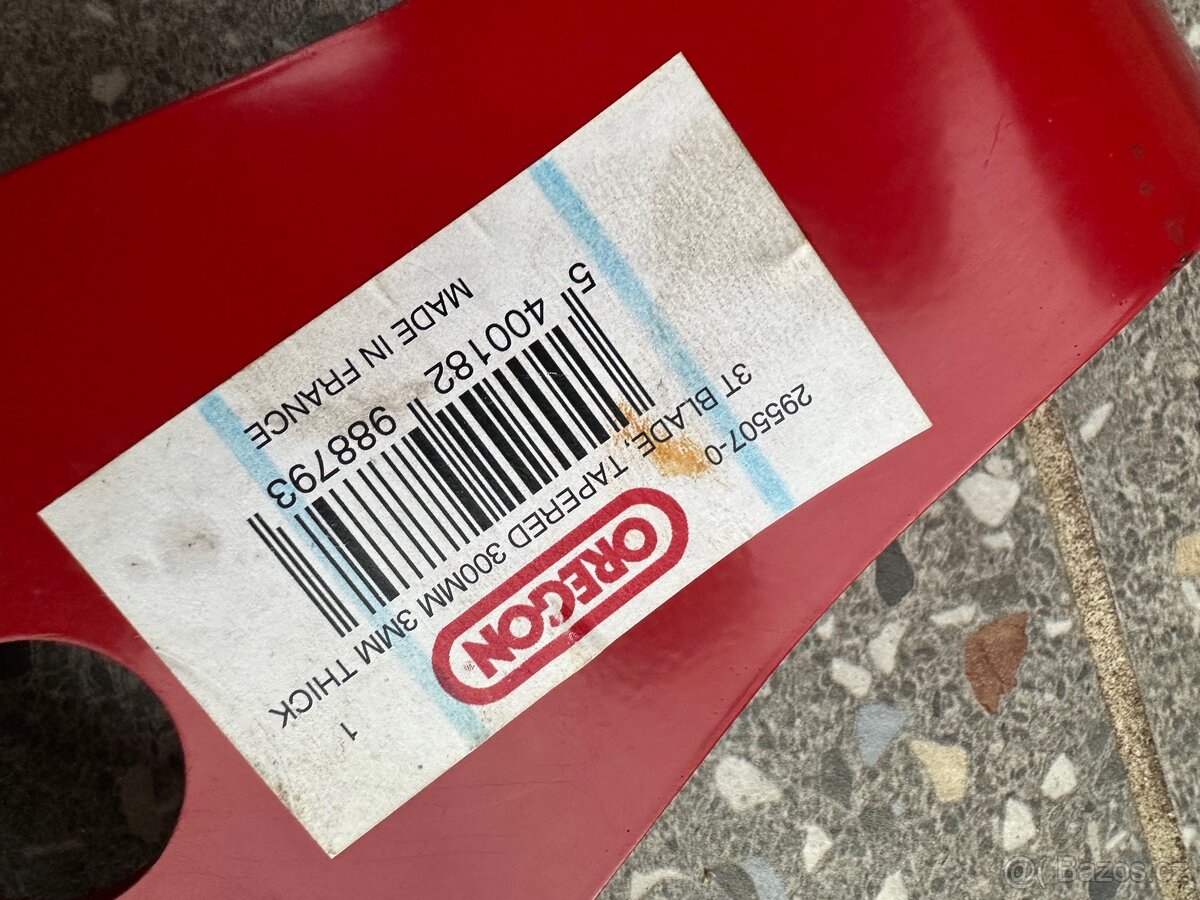 OREGON
295507-0
3T BLADE, TAPERED 300MM 3MM THICK
1
5 400182 988793
MADE IN FRANCE
@( Bazos.cz